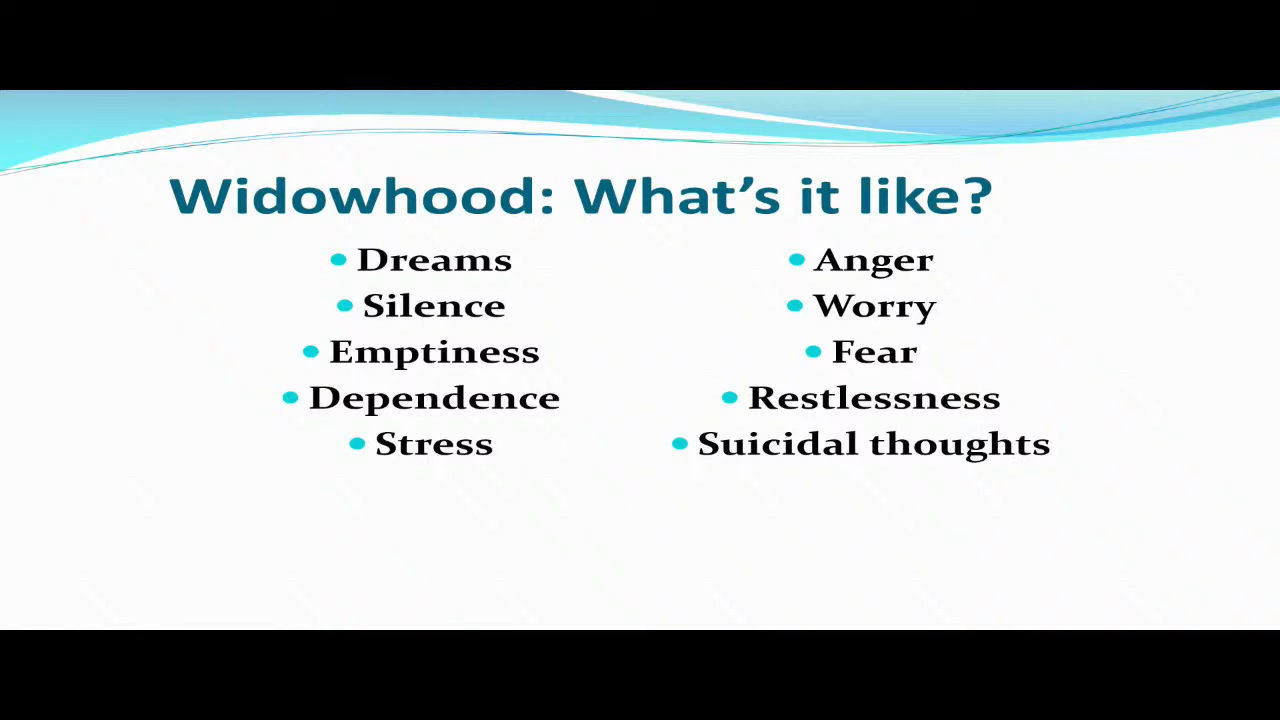 Widowhood: What's it like?
• Dreams
• Silence
• Emptiness
• Dependence
• Stress
• Anger
• Worry
• Fear
• Restlessness
• Suicidal thoughts